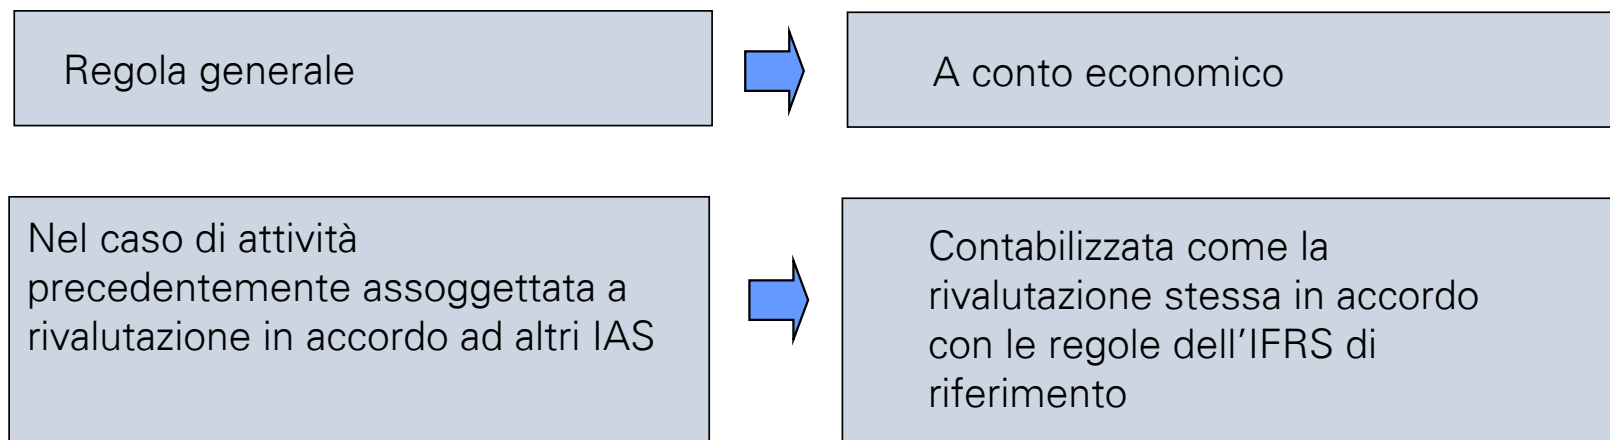 Regola generale
A conto economico
Nel caso di attività
precedentemente assoggettata a
rivalutazione in accordo ad altri IAS
Contabilizzata come la
rivalutazione stessa in accordo
con le regole dell’IFRS di
riferimento